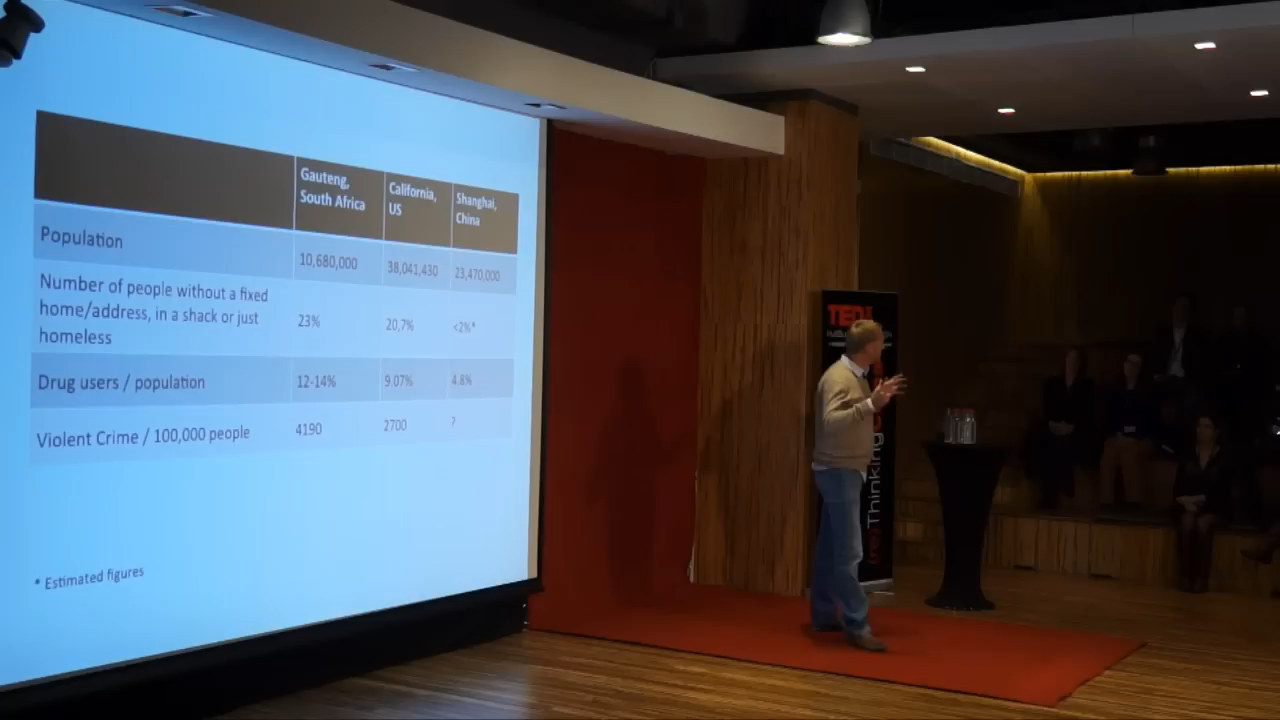 Gauteng,
South Africa
California,
US
Shanghai,
China
Population
10,680,000
38,041,430
23,470,000
Number of people without a fixed
home/address, in a shack or just
homeless
23%
20,7%
<2%*
Drug users / population
12-14%
9.07%
4.8%
Violent Crime / 100,000 people
4190
2700
?
* Estimated figures
TEDx
(re)Thinking